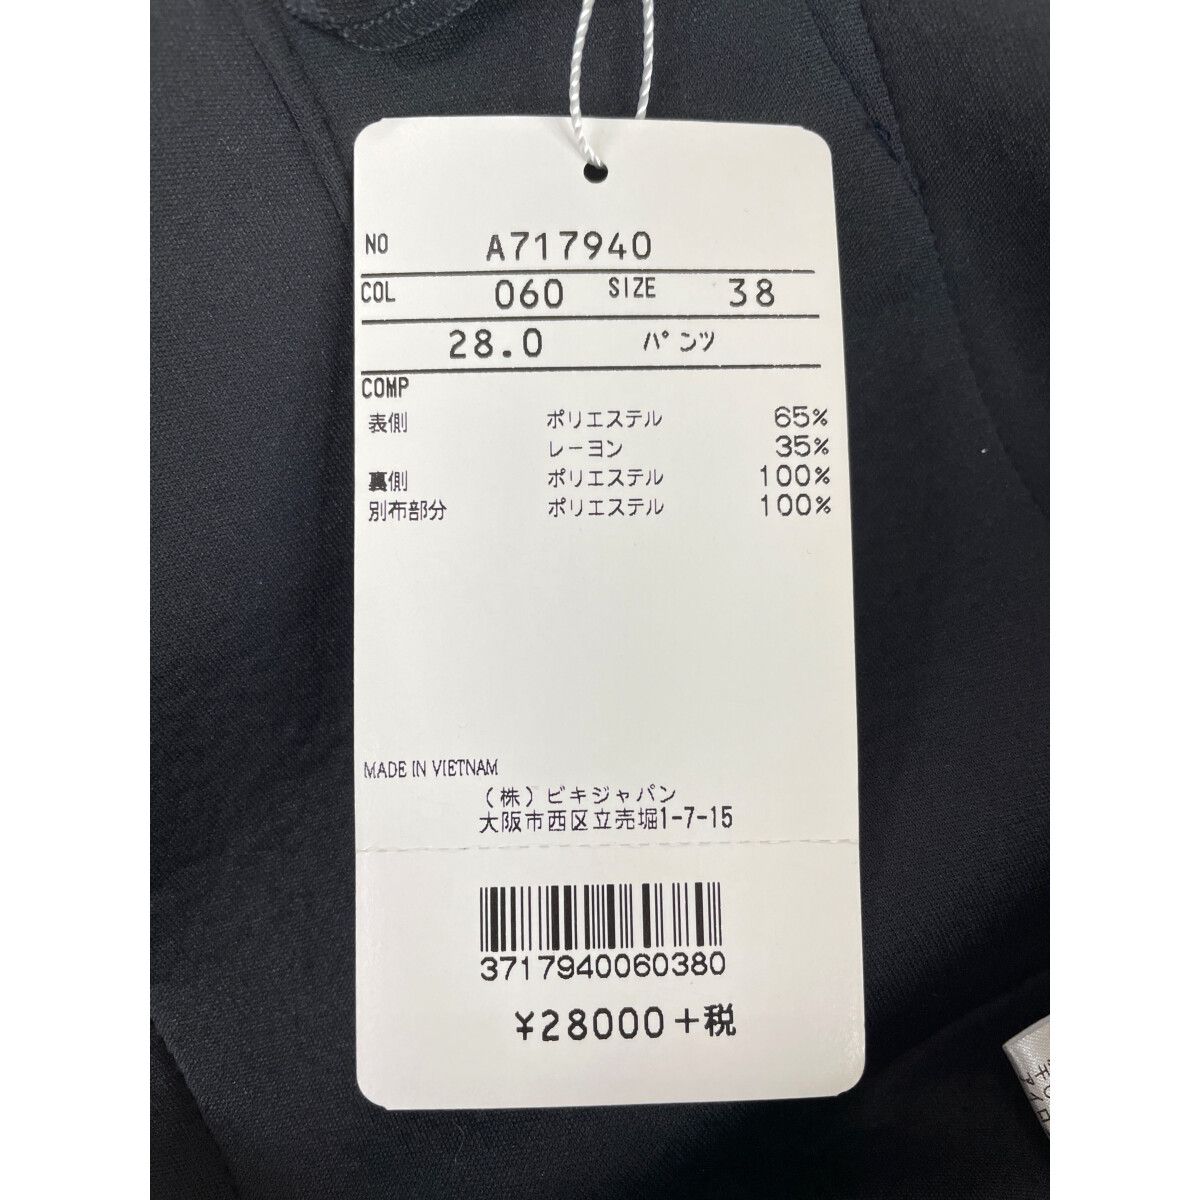 NO A717940
COL 060 SIZE 38
28.0 パンツ
COMP
表側 ポリエステル 65%
レーヨン 35%
裏側 ポリエステル 100%
別布部分 ポリエステル 100%
MADE IN VIETNAM
(株)ビキジャパン
大阪市西区立売堀1-7-15
3717940060380
¥28000+税